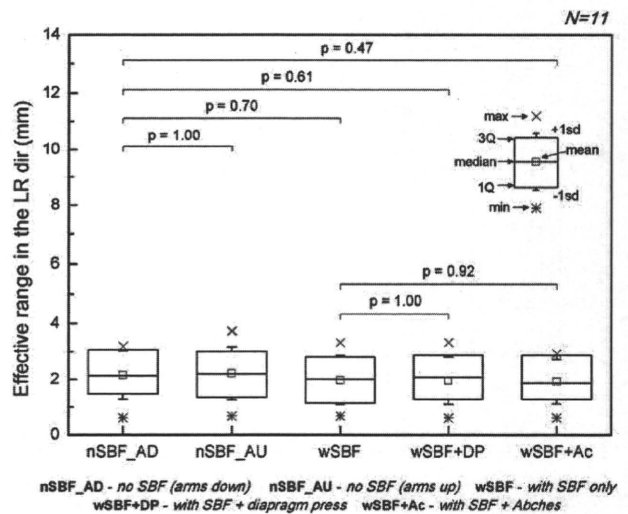 N=11
Effective range in the LR dir (mm)
14
12
10
8
6
4
2
0
p = 0.47
p = 0.61
p = 0.70
p = 1.00
max
+1sd
3Q
mean
median
1Q
-1sd
min
p = 0.92
p = 1.00
nSBF_AD nSBF_AU wSBF wSBF+DP wSBF+Ac
nSBF_AD - no SBF (arms down) nSBF_AU - no SBF (arms up) wSBF - with SBF only
wSBF+DP - with SBF + diapragm press wSBF+Ac - with SBF + Abches